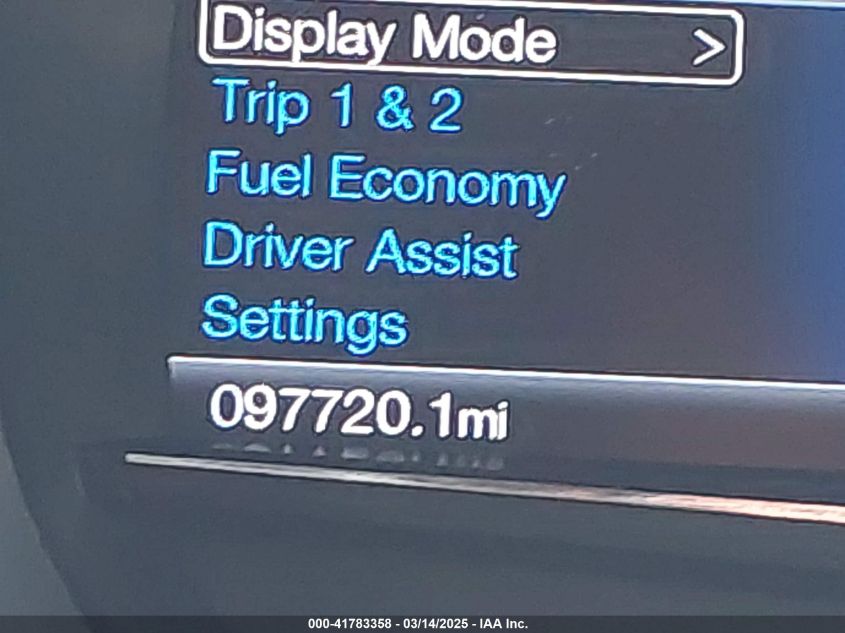 Display Mode >
Trip 1 & 2
Fuel Economy
Driver Assist
Settings
097720.1mi
000-41783358 - 03/14/2025 - IAA Inc.